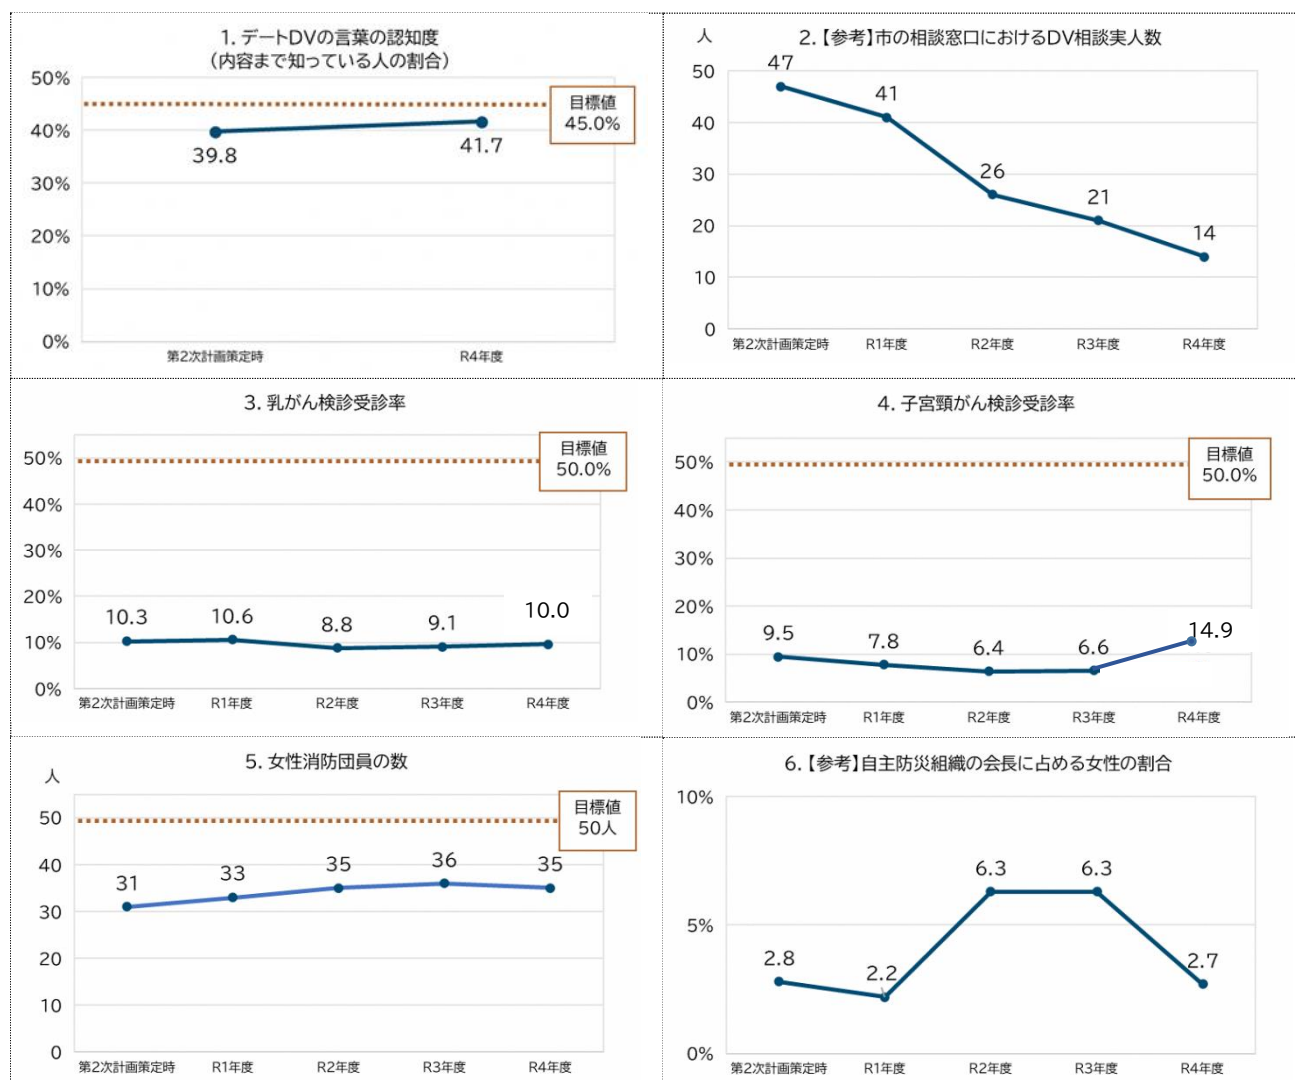 1. デートDVの言葉の認知度
(内容まで知っている人の割合)
50%
40%
30%
20%
10%
0%
目標値
45.0%
39.8
41.7
第2次計画策定時
R4年度
2.【参考】市の相談窓口におけるDV相談実人数
人
50
40
30
20
10
0
47
41
26
21
14
第2次計画策定時
R1年度
R2年度
R3年度
R4年度
3. 乳がん検診受診率
50%
40%
30%
20%
10%
0%
目標値
50.0%
10.3
10.6
8.8
9.1
10.0
第2次計画策定時
R1年度
R2年度
R3年度
R4年度
4. 子宮頸がん検診受診率
50%
40%
30%
20%
10%
0%
目標値
50.0%
9.5
7.8
6.4
6.6
14.9
第2次計画策定時
R1年度
R2年度
R3年度
R4年度
5. 女性消防団員の数
人
50
40
30
20
10
0
目標値
50人
31
33
35
36
35
第2次計画策定時
R1年度
R2年度
R3年度
R4年度
6.【参考】自主防災組織の会長に占める女性の割合
10%
5%
0%
2.8
2.2
6.3
6.3
2.7
第2次計画策定時
R1年度
R2年度
R3年度
R4年度